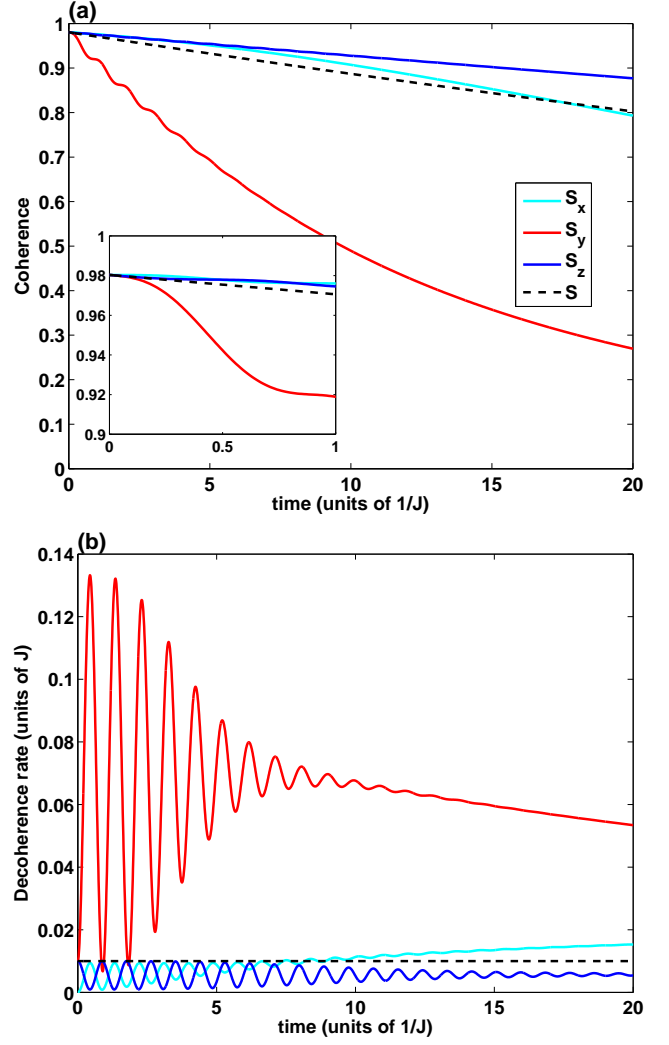 (a)
1
0.9
0.8
0.7
0.6
0.5
0.4
0.3
0.2
0.1
0
Coherence
S_x
S_y
S_z
S
1
0.98
0.96
0.94
0.92
0.9
0 0.5 1
0 5 10 15 20
time (units of 1/J)
(b)
0.14
0.12
0.1
0.08
0.06
0.04
0.02
0
Decoherence rate (units of J)
0 5 10 15 20
time (units of 1/J)